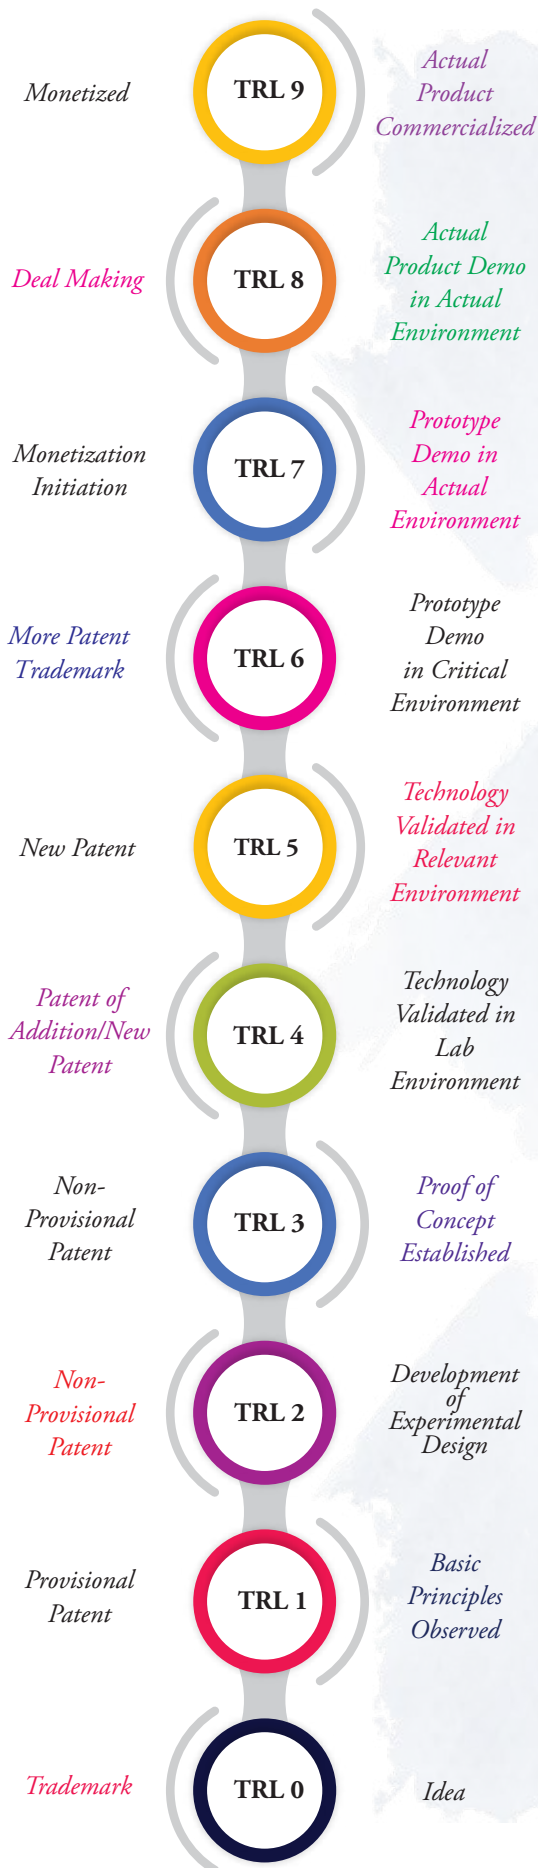 Monetized
TRL 9
Actual
Product
Commercialized
Deal Making
TRL 8
Actual
Product Demo
in Actual
Environment
Monetization
Initiation
TRL 7
Prototype
Demo in
Actual
Environment
More Patent
Trademark
TRL 6
Prototype
Demo
in Critical
Environment
New Patent
TRL 5
Technology
Validated in
Relevant
Environment
Patent of
Addition/New
Patent
TRL 4
Technology
Validated in
Lab
Environment
Non-
Provisional
Patent
TRL 3
Proof of
Concept
Established
Non-
Provisional
Patent
TRL 2
Development
of
Experimental
Design
Provisional
Patent
TRL 1
Basic
Principles
Observed
Trademark
TRL 0
Idea